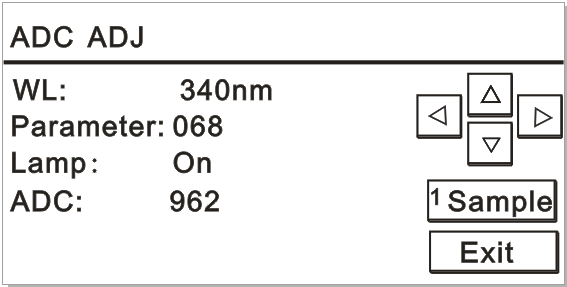 ADC ADJ
WL: 340nm
Parameter: 068
Lamp: On
ADC: 962
1 Sample
Exit